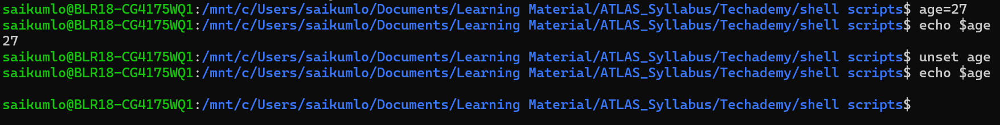 saikumlo@BLR18-CG4175WQ1:/mnt/c/Users/saikumlo/Documents/Learning Material/ATLAS_Syllabus/Techademy/shell scripts$ age=27
saikumlo@BLR18-CG4175WQ1:/mnt/c/Users/saikumlo/Documents/Learning Material/ATLAS_Syllabus/Techademy/shell scripts$ echo $age
27
saikumlo@BLR18-CG4175WQ1:/mnt/c/Users/saikumlo/Documents/Learning Material/ATLAS_Syllabus/Techademy/shell scripts$ unset age
saikumlo@BLR18-CG4175WQ1:/mnt/c/Users/saikumlo/Documents/Learning Material/ATLAS_Syllabus/Techademy/shell scripts$ echo $age
saikumlo@BLR18-CG4175WQ1:/mnt/c/Users/saikumlo/Documents/Learning Material/ATLAS_Syllabus/Techademy/shell scripts$